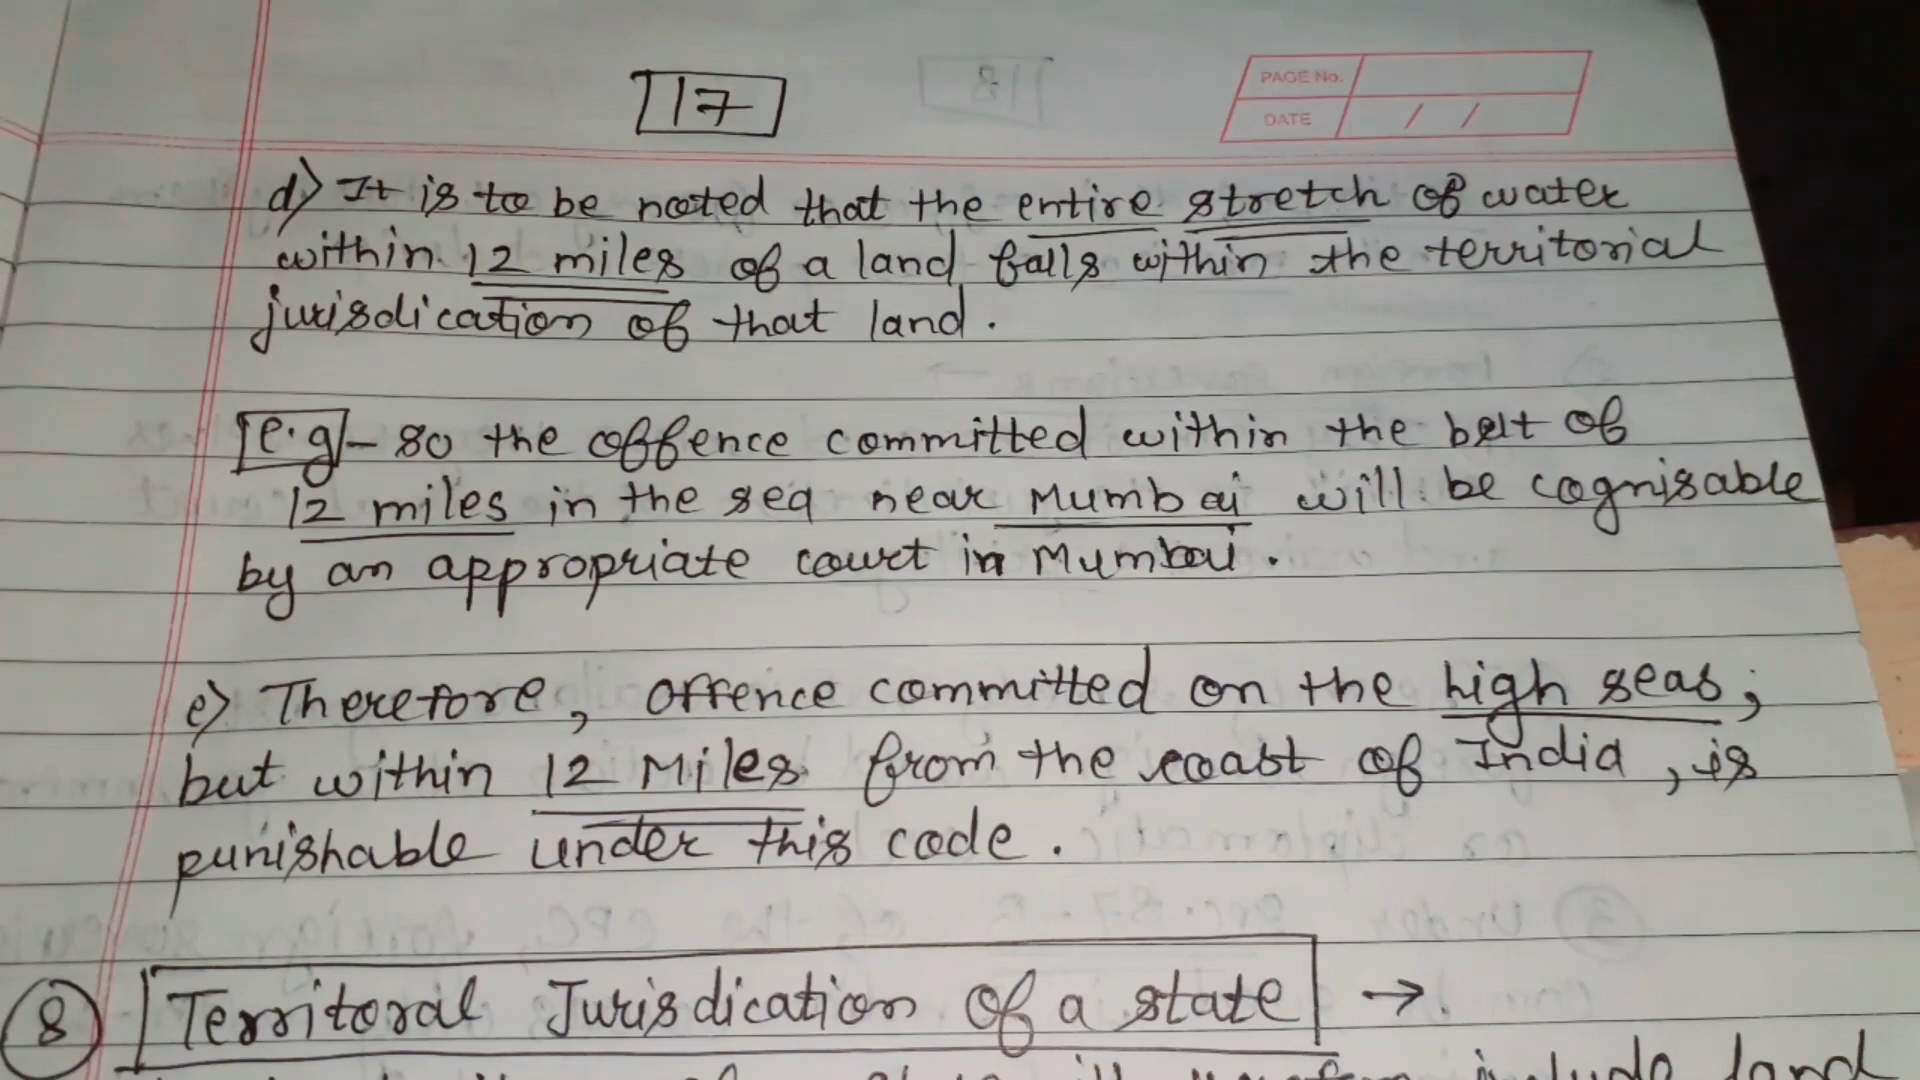 17
PAGE No.
DATE / /
d) It is to be noted that the entire stretch of water
within 12 miles of a land falls within the territorial
jurisdication of that land.
e.g - so the offence committed within the belt of
12 miles in the sea near Mumbai will be cognisable
by an appropriate court in Mumbai.
e) Therefore, offence committed on the high seas,
but within 12 Miles from the coast of India, is
punishable under this code.
8 Territoral Jurisdication of a state →
include land